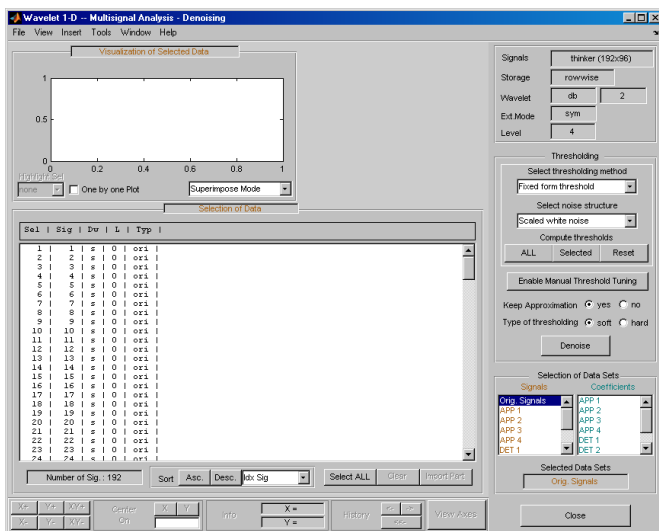 Wavelet 1-D -- Multisignal Analysis - Denoising
File View Insert Tools Window Help
Visualization of Selected Data
1
0.5
0
0 0.2 0.4 0.6 0.8 1
Highlight Sel
none One by one Plot Superimpose Mode
Selection of Data
Sel | Sig | Dw | L | Typ |
1 | 1 | s | 0 | ori |
2 | 2 | s | 0 | ori |
3 | 3 | s | 0 | ori |
4 | 4 | s | 0 | ori |
5 | 5 | s | 0 | ori |
6 | 6 | s | 0 | ori |
7 | 7 | s | 0 | ori |
8 | 8 | s | 0 | ori |
9 | 9 | s | 0 | ori |
10 | 10 | s | 0 | ori |
11 | 11 | s | 0 | ori |
12 | 12 | s | 0 | ori |
13 | 13 | s | 0 | ori |
14 | 14 | s | 0 | ori |
15 | 15 | s | 0 | ori |
16 | 16 | s | 0 | ori |
17 | 17 | s | 0 | ori |
18 | 18 | s | 0 | ori |
19 | 19 | s | 0 | ori |
20 | 20 | s | 0 | ori |
21 | 21 | s | 0 | ori |
22 | 22 | s | 0 | ori |
23 | 23 | s | 0 | ori |
24 | 24 | s | 0 | ori |
Number of Sig.: 192 Sort Asc. Desc. Idx Sig Select ALL Clear Import Part.
X+ Y+ XY+ Center On X Y Info X = History <- -> View Axes
X- Y- XY- Y = <<-
Signals thinker (192x96)
Storage rowwise
Wavelet db 2
Ext.Mode sym
Level 4
Thresholding
Select thresholding method
Fixed form threshold
Select noise structure
Scaled white noise
Compute thresholds
ALL Selected Reset
Enable Manual Threshold Tuning
Keep Approximation yes no
Type of thresholding soft hard
Denoise
Selection of Data Sets
Signals Coefficients
Orig. Signals APP 1
APP 1 APP 2
APP 2 APP 3
APP 3 APP 4
APP 4 DET 1
DET 1 DET 2
Selected Data Sets
Orig. Signals
Close